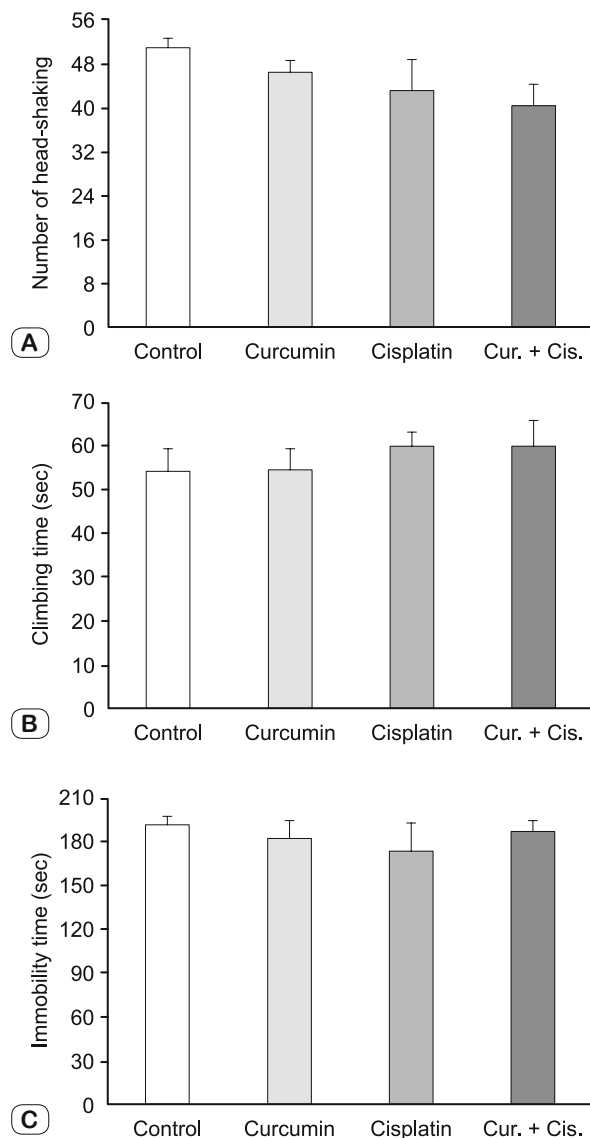 56
48
40
32
24
16
8
0
Number of head-shaking
A
Control Curcumin Cisplatin Cur. + Cis.
70
60
50
40
30
20
10
0
Climbing time (sec)
B
Control Curcumin Cisplatin Cur. + Cis.
210
180
150
120
90
60
30
0
Immobility time (sec)
C
Control Curcumin Cisplatin Cur. + Cis.